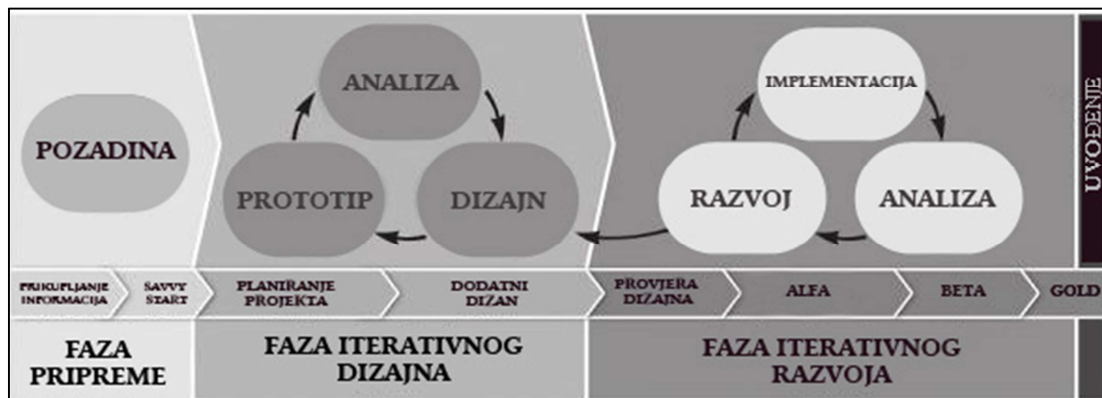 POZADINA
ANALIZA
PROTOTIP
DIZAJN
IMPLEMENTACIJA
RAZVOJ
ANALIZA
UVOĐENJE
PRIKUPLJANJE
INFORMACIJA
SAVVY
START
PLANIRANJE
PROJEKTA
DODATNI
DIZAN
PROVJERA
DIZAJNA
ALFA
BETA
GOLD
FAZA
PRIPREME
FAZA ITERATIVNOG
DIZAJNA
FAZA ITERATIVNOG
RAZVOJA